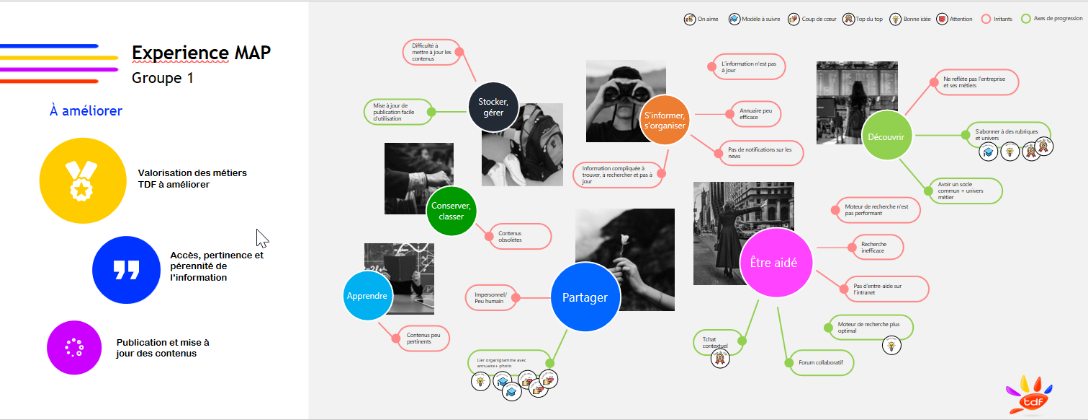 Experience MAP
Groupe 1
À améliorer
Valorisation des métiers
TDF à améliorer
Accès, pertinence et
pérennité de
l'information
Publication et mise à
jour des contenus
On aime
Modèle à suivre
Coup de cœur
Top du top
Bonne idée
Attention
Irritants
Axes de progression
Difficulté à
mettre à jour les
contenus
Mise à jour de
publication facile
d'utilisation
Stocker,
gérer
Conserver,
classer
Contenus
obsolètes
Apprendre
Contenus peu
pertinents
Impersonnel/
Peu humain
Partager
Lier organigramme avec
annuaire+ photo
S'informer,
s'organiser
L'information n'est pas
à jour
Annuaire peu
efficace
Pas de notifications sur les
news
Information compliquée à
trouver, à rechercher et pas à
jour
Découvrir
Ne reflète pas l'entreprise
et ses métiers
S'abonner à des rubriques
et univers
Avoir un socle
commun + univers
métier
Être aidé
Moteur de recherche n'est
pas performant
Recherche
inefficace
Pas d'entre-aide sur
l'intranet
Moteur de recherche plus
optimal
Forum collaboratif
Tchat
contextuel
tdf